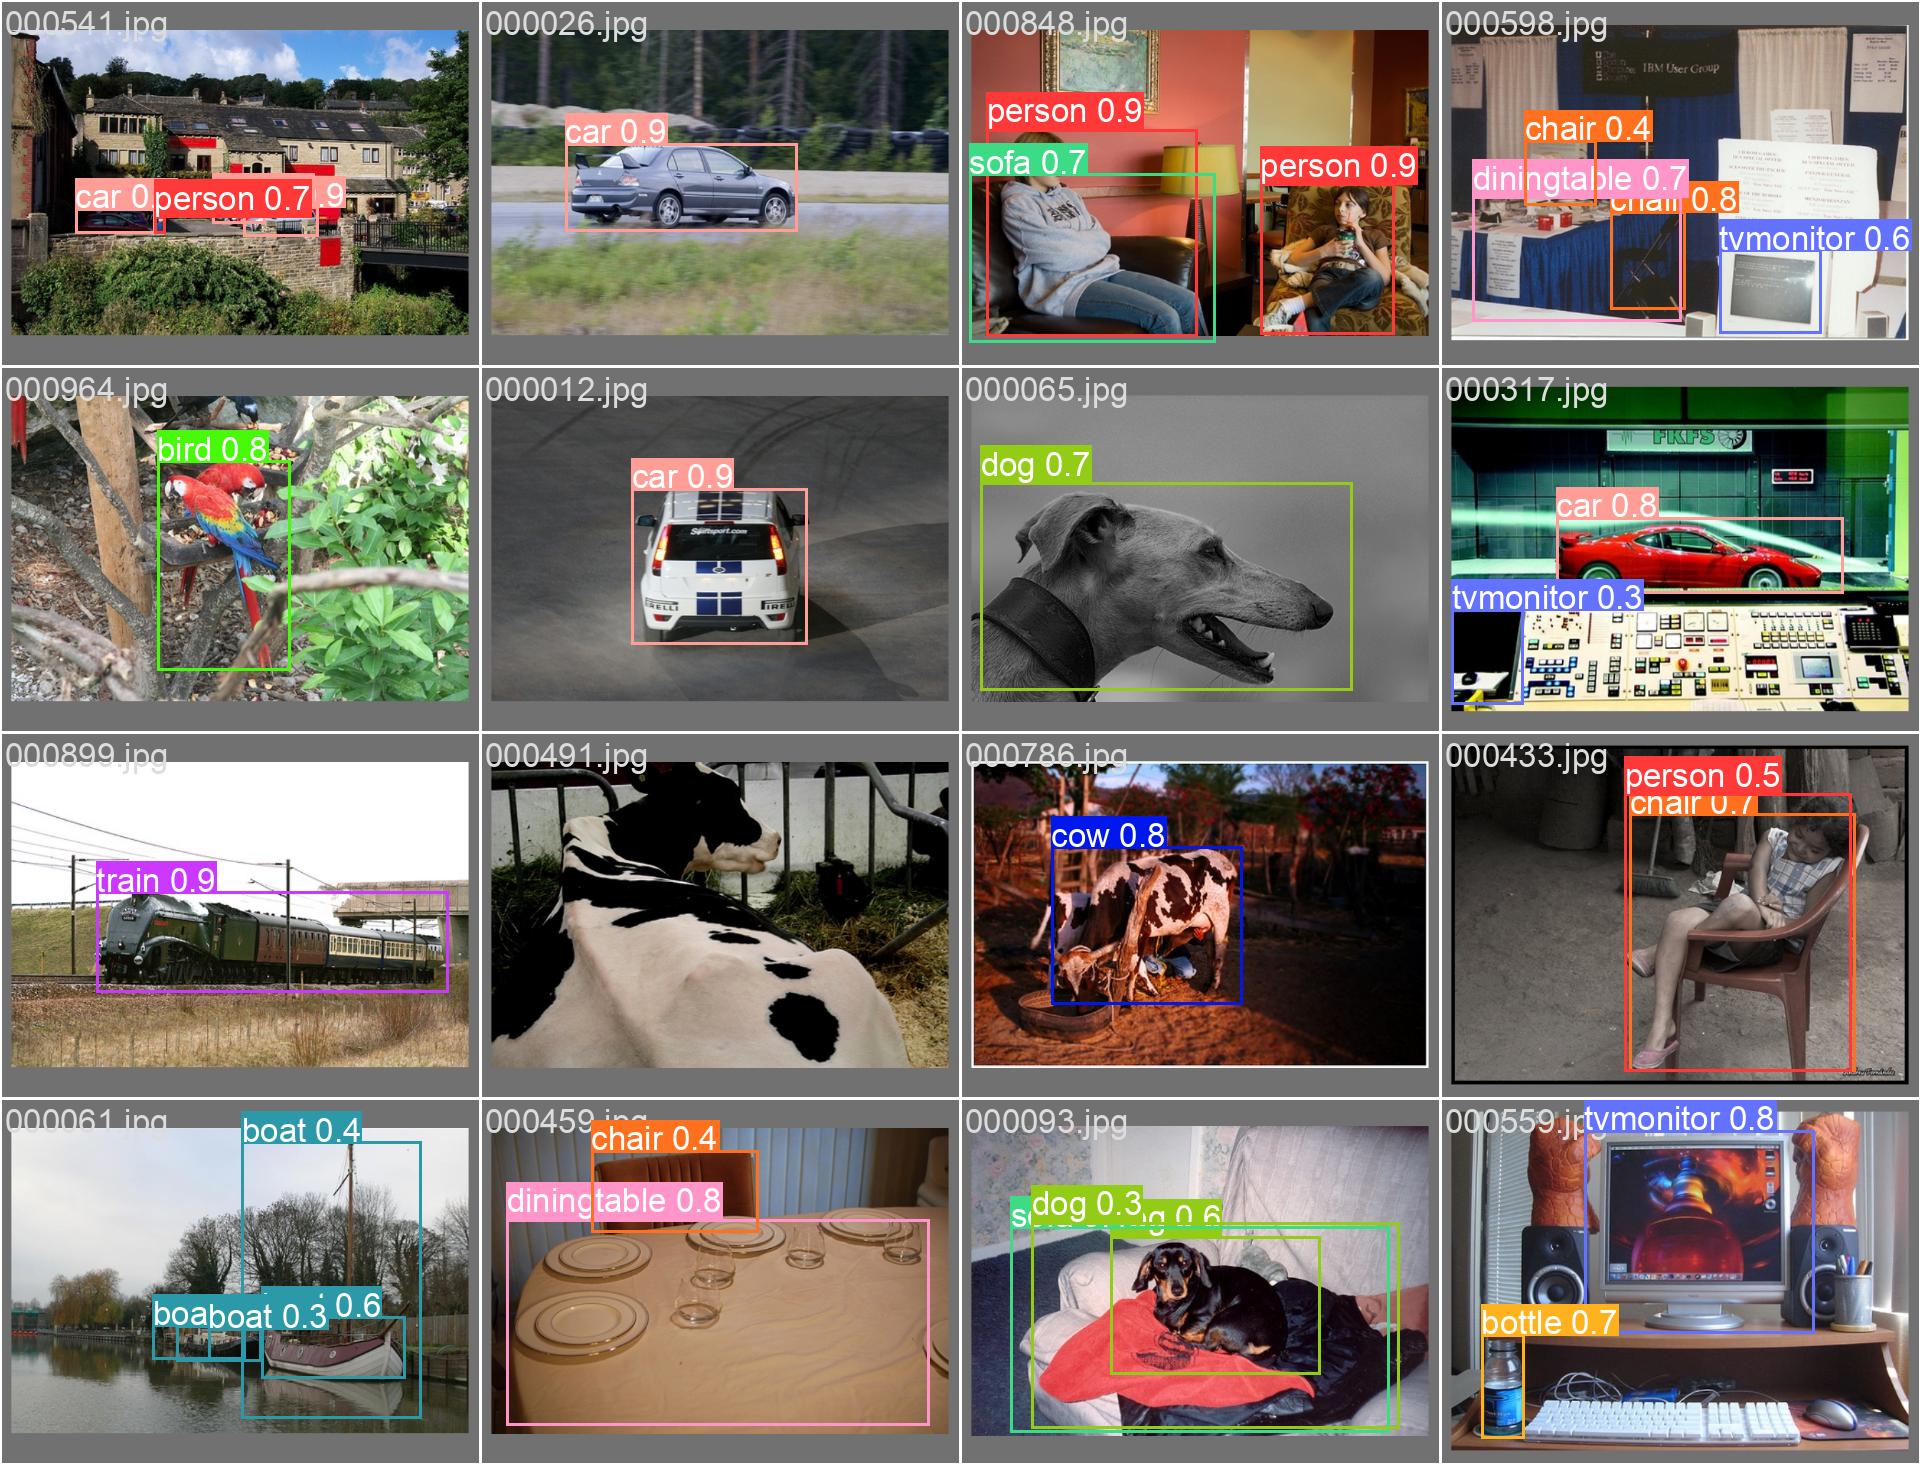 000541.jpg
car 0.
person 0.7
.9
000026.jpg
car 0.9
000848.jpg
person 0.9
sofa 0.7
person 0.9
000598.jpg
IBM User Group
chair 0.4
diningtable 0.7
chair 0.8
tvmonitor 0.6
000964.jpg
bird 0.8
000012.jpg
car 0.9
Sportsport.com
PIRELLI
000065.jpg
dog 0.7
000317.jpg
FKFS
car 0.8
tvmonitor 0.3
000899.jpg
train 0.9
000491.jpg
000786.jpg
cow 0.8
000433.jpg
person 0.5
chair 0.7
000061.jpg
boat 0.4
boa
boat 0.3
0.6
000459.jpg
chair 0.4
diningtable 0.8
000093.jpg
dog 0.3
g 0.6
000559.jpg
tvmonitor 0.8
bottle 0.7